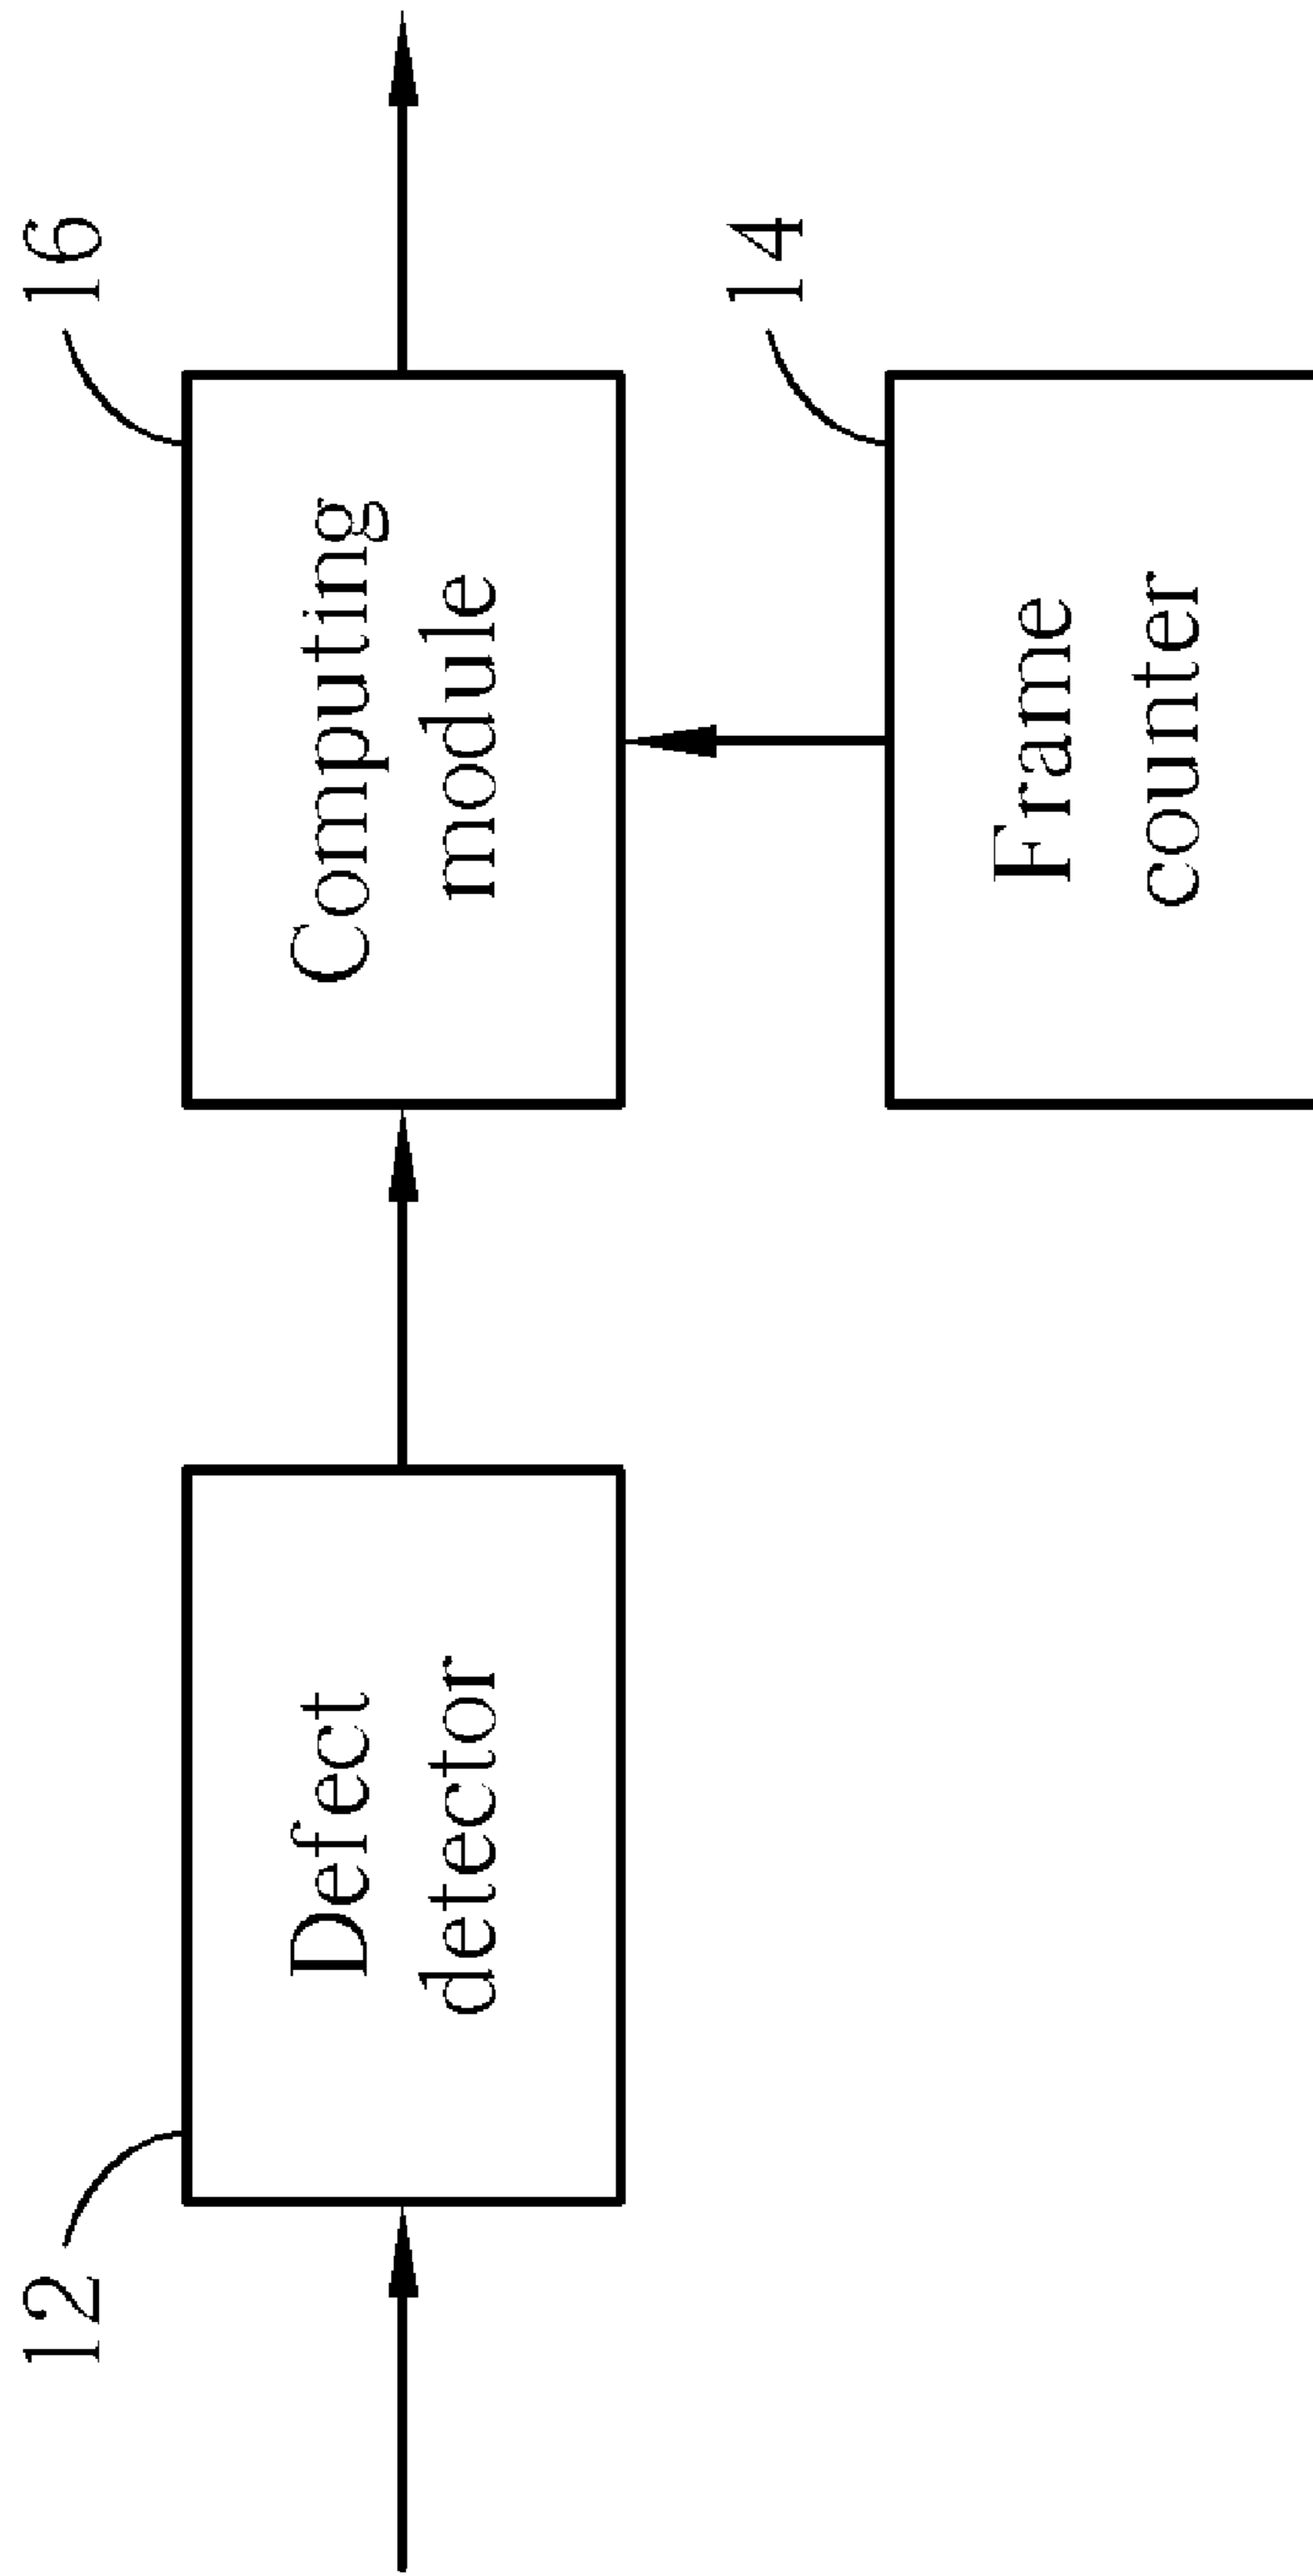 12
Defect
detector
16
Computing
module
14
Frame
counter